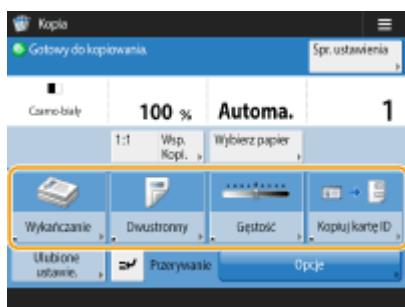 Kopia
Gotowy do kopiowania.
Spr. ustawienia
Czarno-biały
100 %
Automa.
1
1:1
Wsp.
Kopi.
Wybierz papier
Wykańczanie
Dwustronny
Gęstość
Kopiuj kartę ID
Ulubione
ustawie.
Przerywanie
Opcje